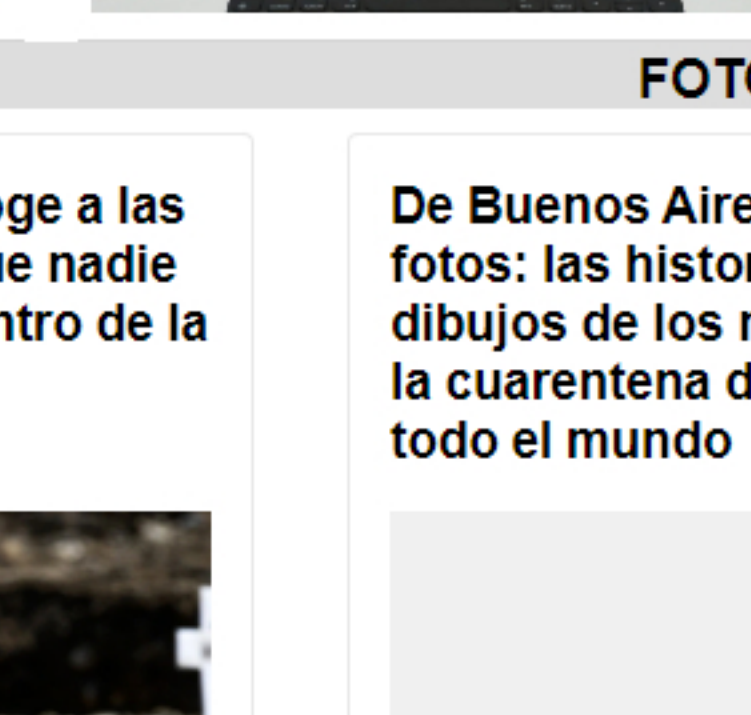 FOTO
oge a las
ue nadie
ntro de la
De Buenos Aire
fotos: las histor
dibujos de los
la cuarentena d
todo el mundo